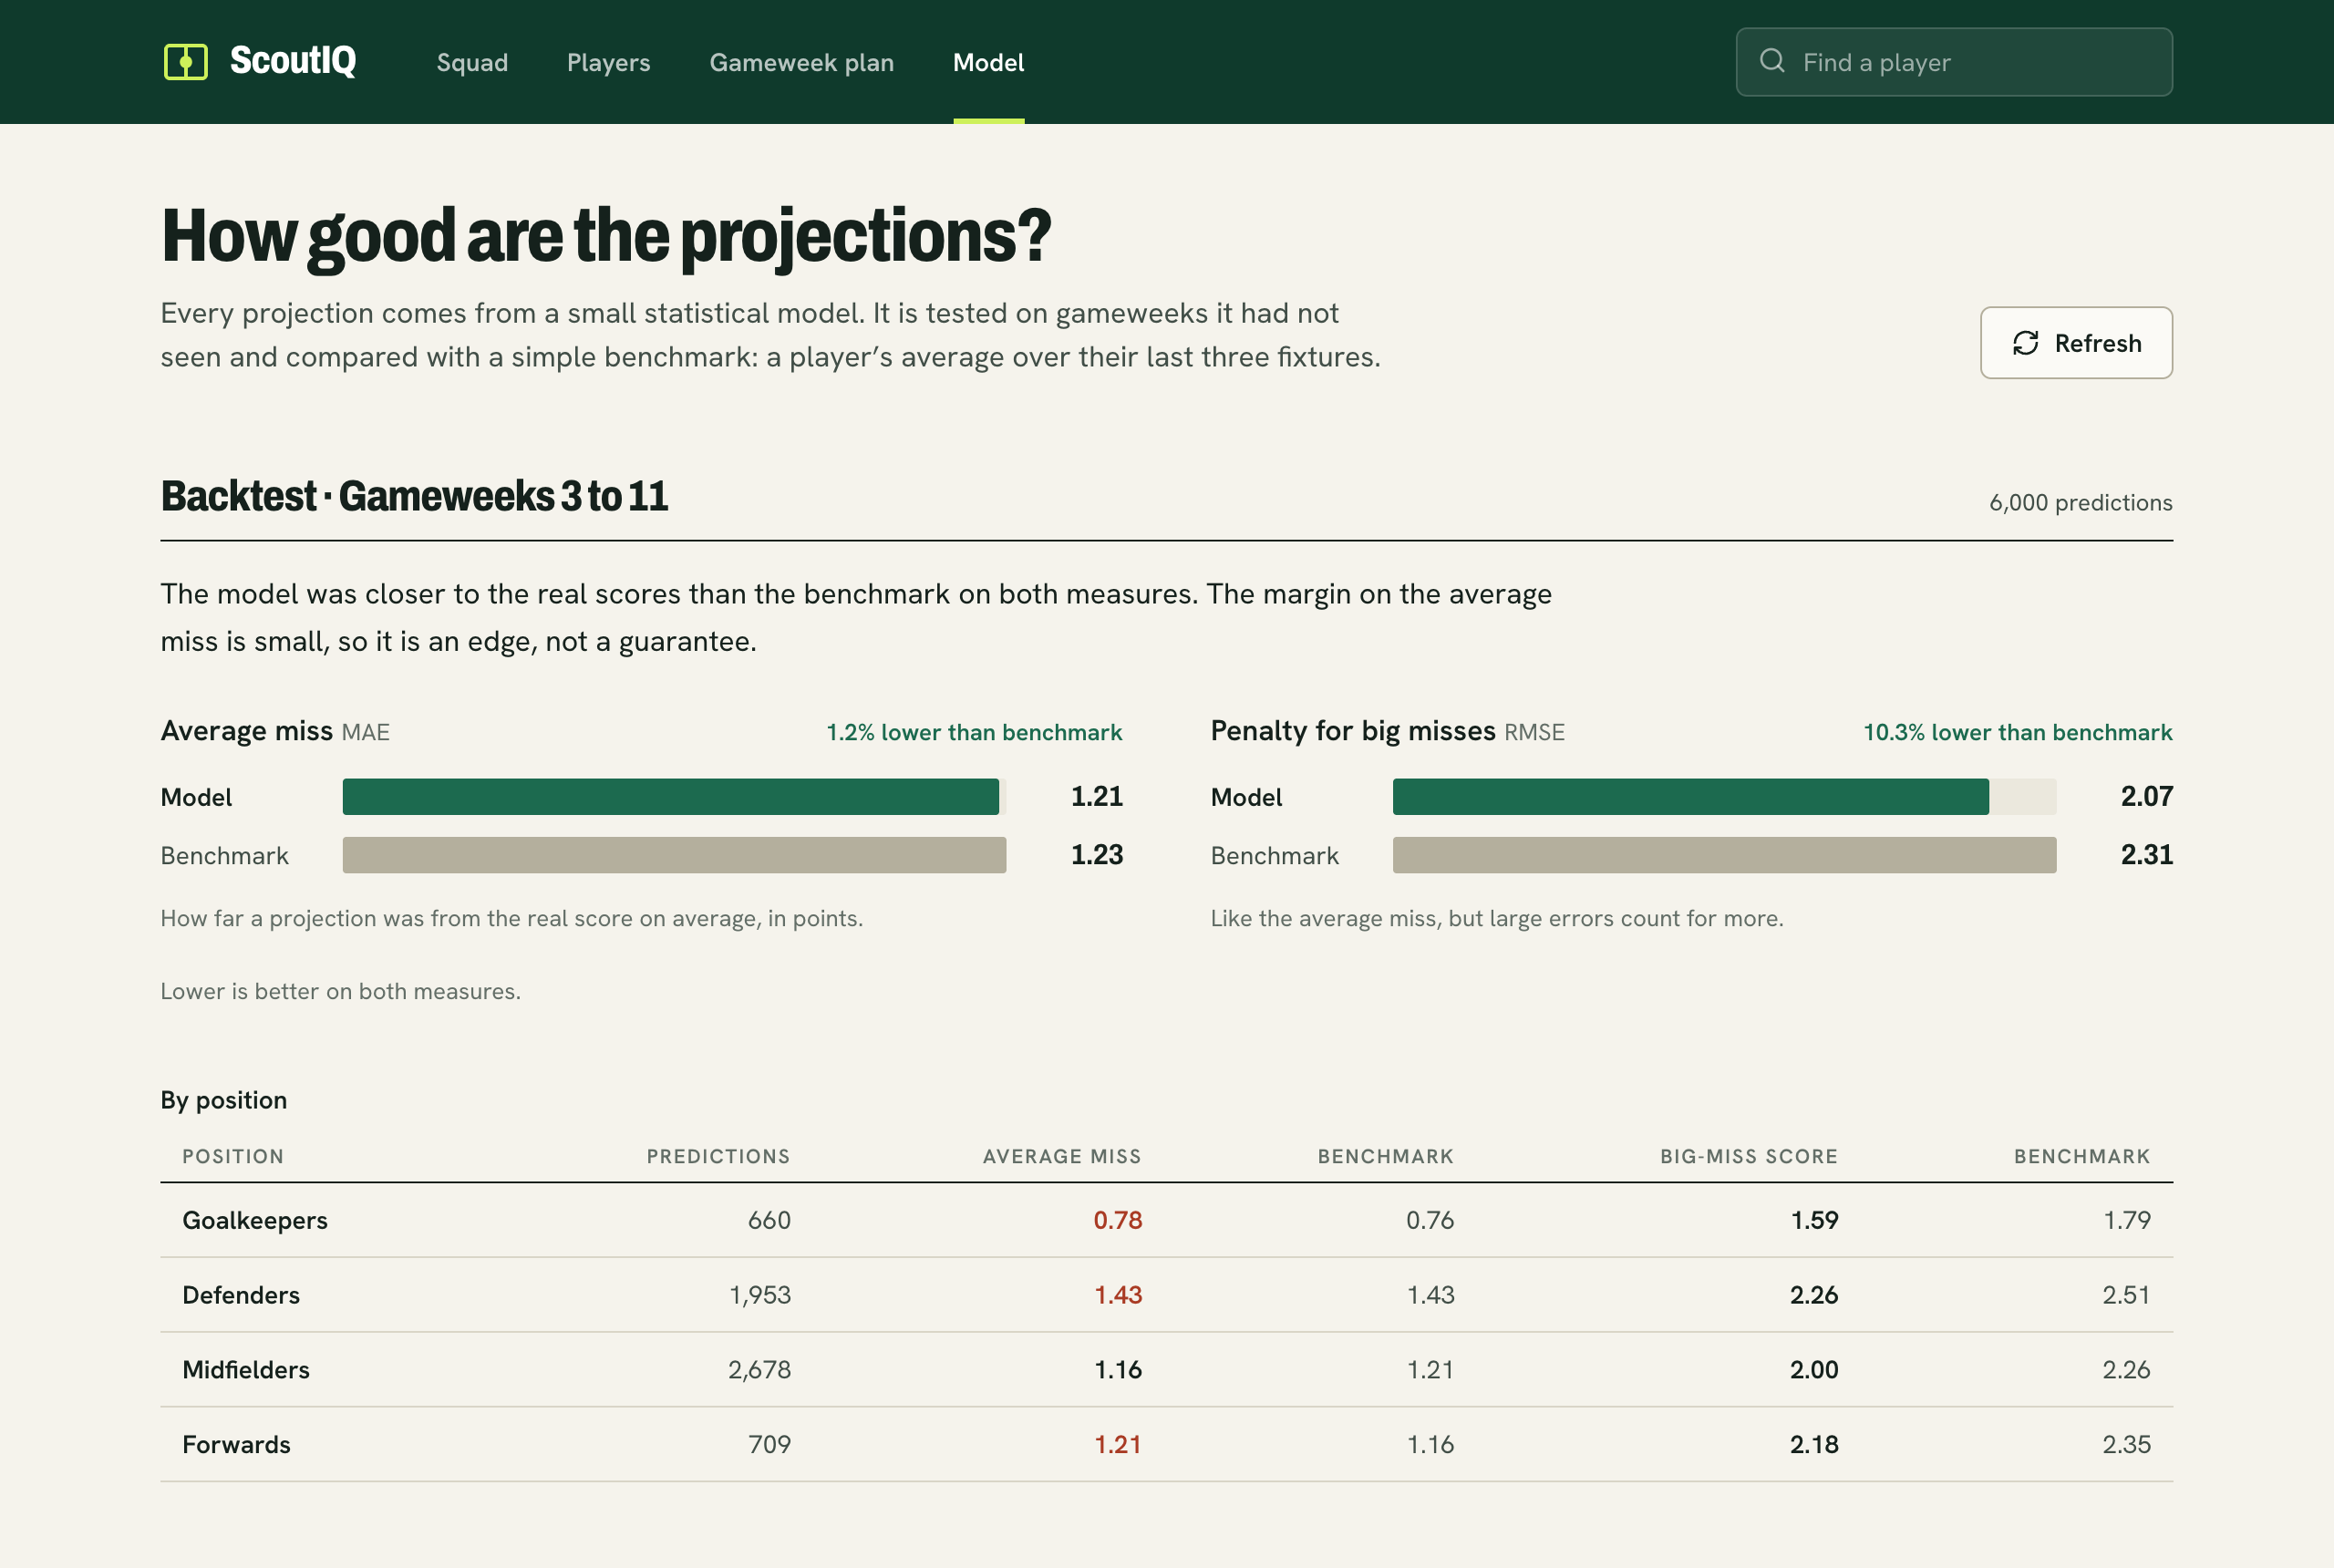 ScoutIQ Squad Players Gameweek plan Model Find a player
How good are the projections?
Every projection comes from a small statistical model. It is tested on gameweeks it had not
seen and compared with a simple benchmark: a player’s average over their last three fixtures.
Refresh
Backtest · Gameweeks 3 to 11 6,000 predictions
The model was closer to the real scores than the benchmark on both measures. The margin on the average
miss is small, so it is an edge, not a guarantee.
Average miss MAE 1.2% lower than benchmark
Model 1.21
Benchmark 1.23
How far a projection was from the real score on average, in points.
Penalty for big misses RMSE 10.3% lower than benchmark
Model 2.07
Benchmark 2.31
Like the average miss, but large errors count for more.
Lower is better on both measures.
By position
POSITION PREDICTIONS AVERAGE MISS BENCHMARK BIG-MISS SCORE BENCHMARK
Goalkeepers 660 0.78 0.76 1.59 1.79
Defenders 1,953 1.43 1.43 2.26 2.51
Midfielders 2,678 1.16 1.21 2.00 2.26
Forwards 709 1.21 1.16 2.18 2.35